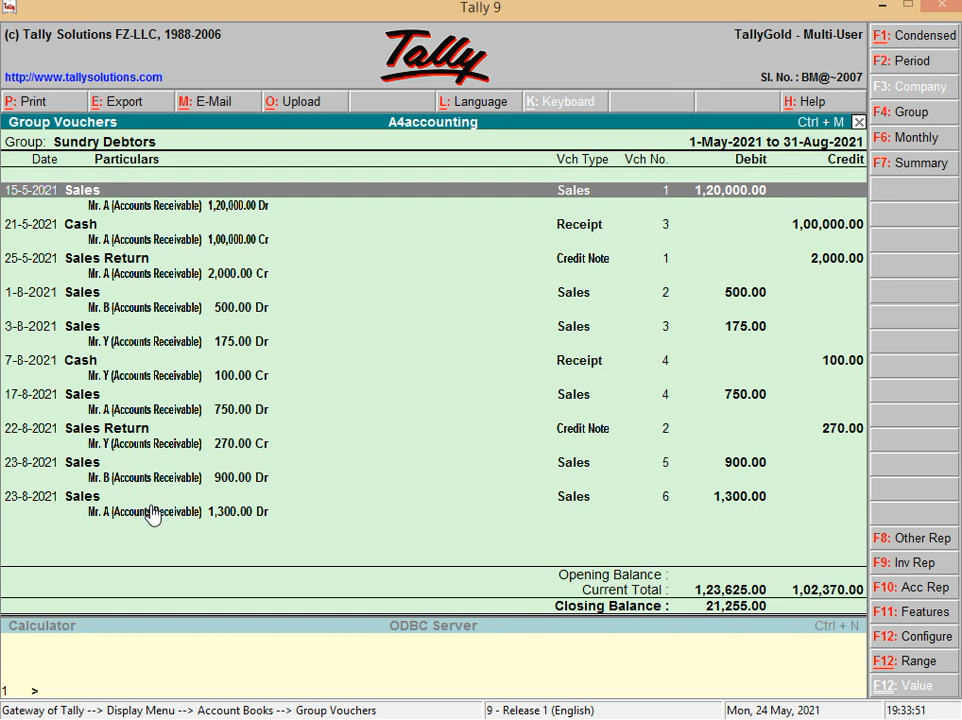 Tally 9
(c) Tally Solutions FZ-LLC, 1988-2006
Tally
TallyGold - Multi-User
http://www.tallysolutions.com
Sl. No.: BM@~2007
P: Print E: Export M: E-Mail O: Upload L: Language K: Keyboard H: Help
Group Vouchers A4accounting Ctrl + M
Group: Sundry Debtors 1-May-2021 to 31-Aug-2021
Date Particulars Vch Type Vch No. Debit Credit
15-5-2021 Sales Sales 1 1,20,000.00
Mr. A (Accounts Receivable) 1,20,000.00 Dr
21-5-2021 Cash Receipt 3 1,00,000.00
Mr. A (Accounts Receivable) 1,00,000.00 Cr
25-5-2021 Sales Return Credit Note 1 2,000.00
Mr. A (Accounts Receivable) 2,000.00 Cr
1-8-2021 Sales Sales 2 500.00
Mr. B (Accounts Receivable) 500.00 Dr
3-8-2021 Sales Sales 3 175.00
Mr. Y (Accounts Receivable) 175.00 Dr
7-8-2021 Cash Receipt 4 100.00
Mr. Y (Accounts Receivable) 100.00 Cr
17-8-2021 Sales Sales 4 750.00
Mr. A (Accounts Receivable) 750.00 Dr
22-8-2021 Sales Return Credit Note 2 270.00
Mr. Y (Accounts Receivable) 270.00 Cr
23-8-2021 Sales Sales 5 900.00
Mr. B (Accounts Receivable) 900.00 Dr
23-8-2021 Sales Sales 6 1,300.00
Mr. A (Accounts Receivable) 1,300.00 Dr
Opening Balance :
Current Total : 1,23,625.00 1,02,370.00
Closing Balance : 21,255.00
Calculator ODBC Server Ctrl + N
1 >
F1: Condensed
F2: Period
F3: Company
F4: Group
F6: Monthly
F7: Summary
F8: Other Rep
F9: Inv Rep
F10: Acc Rep
F11: Features
F12: Configure
F12: Range
F12: Value
Gateway of Tally --> Display Menu --> Account Books --> Group Vouchers 9 - Release 1 (English) Mon, 24 May, 2021 19:33:51